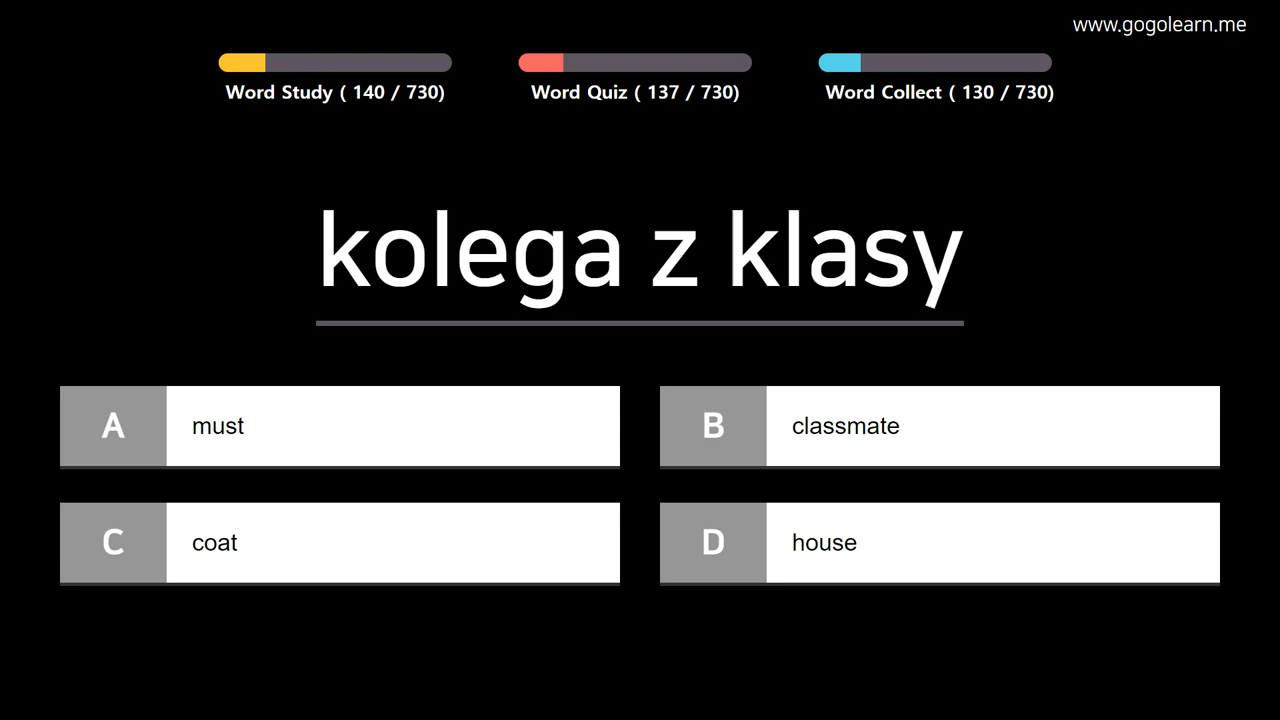 www.gogolearn.me
Word Study ( 140 / 730)
Word Quiz ( 137 / 730)
Word Collect ( 130 / 730)
kolega z klasy
A must
B classmate
C coat
D house